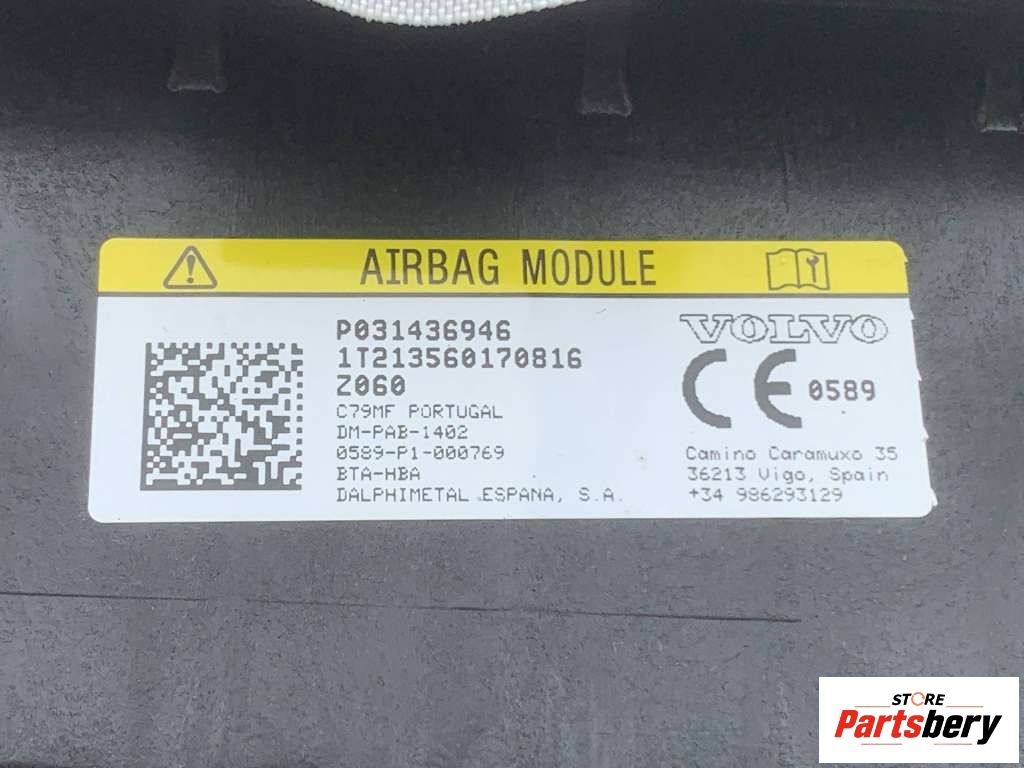 AIRBAG MODULE
P031436946
1T213560170816
Z060
C79MF PORTUGAL
DM-PAB-1402
0589-P1-000769
BTA-HBA
DALPHIMETAL ESPANA, S.A.
VOLVO
CE 0589
Camino Caramuxo 35
36213 Vigo, Spain
+34 986293129
STORE
Partsbery